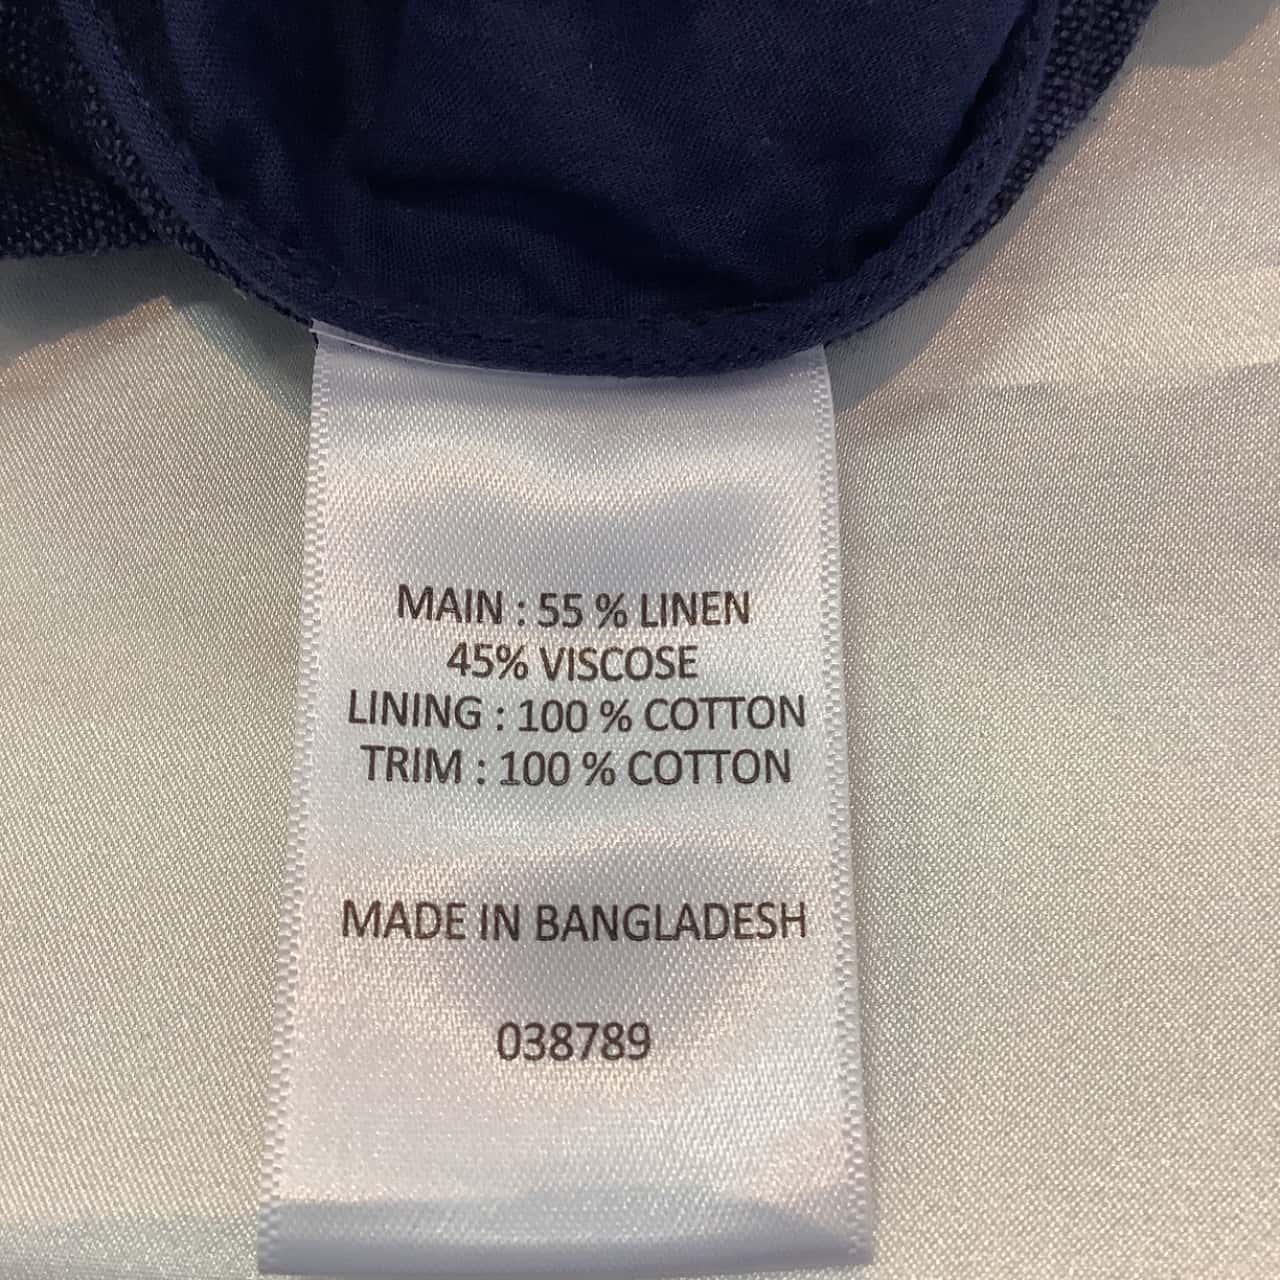 MAIN : 55 % LINEN
45% VISCOSE
LINING : 100 % COTTON
TRIM : 100 % COTTON
MADE IN BANGLADESH
038789